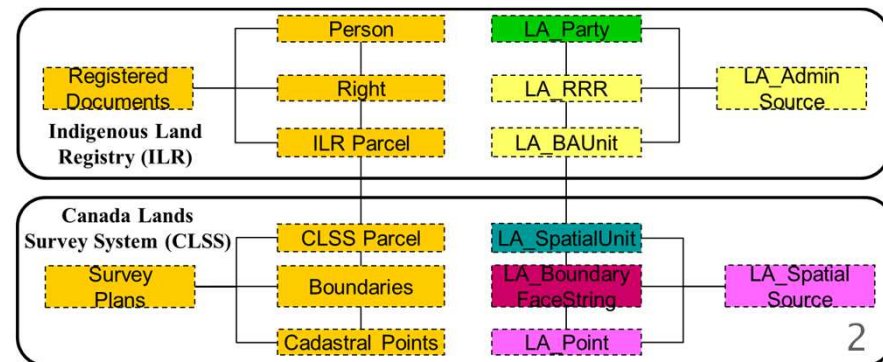 Person
LA_Party
Registered
Documents
Right
LA_RRR
LA_Admin
Source
Indigenous Land
Registry (ILR)
ILR Parcel
LA_BAUnit
Canada Lands
Survey System (CLSS)
CLSS Parcel
LA_SpatialUnit
Survey
Plans
Boundaries
LA_Boundary
FaceString
LA_Spatial
Source
Cadastral Points
LA_Point
2